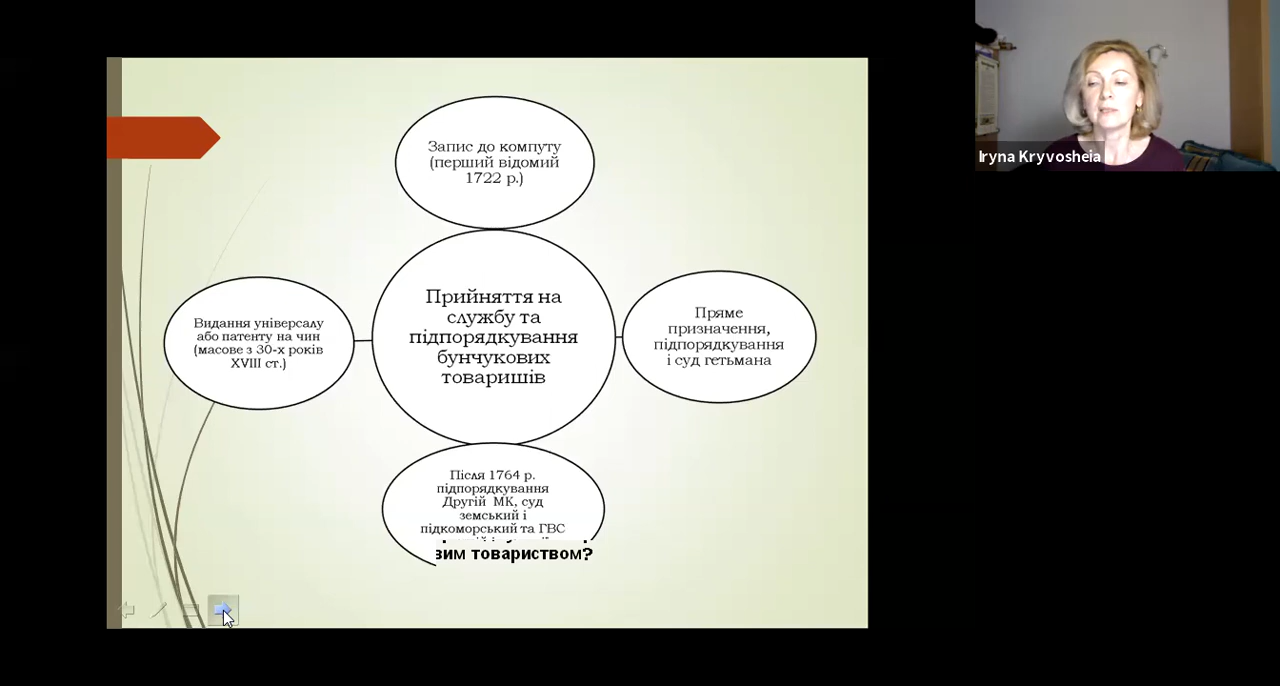 Запис до компуту
(перший відомий
1722 р.)
Видання універсалу
або патенту на чин
(масове з 30-х років
XVIII ст.)
Прийняття на
службу та
підпорядкування
бунчукових
товаришів
Пряме
призначення,
підпорядкування
і суд гетьмана
Після 1764 р.
підпорядкування
Другій МК, суд
земський і
підкоморський та ГВС
товариством?
Iryna Kryvosheia